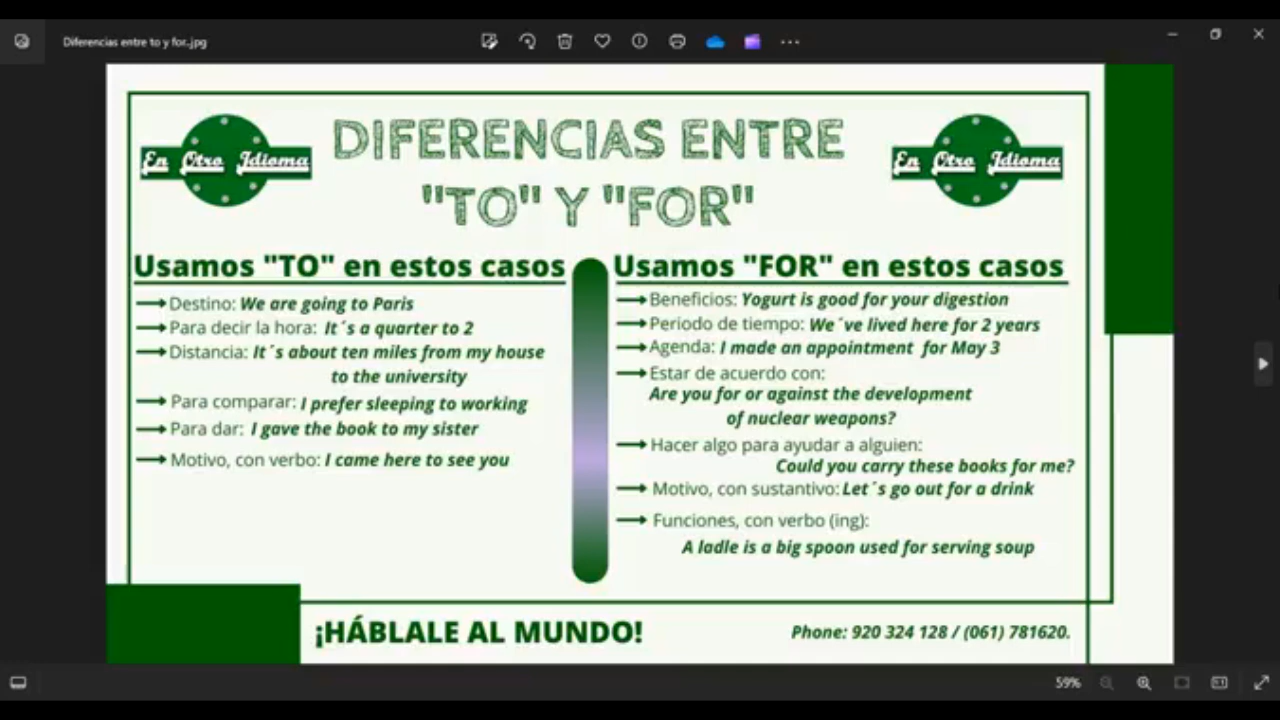 Diferencias entre to y for.jpg
En Otro Idioma
DIFERENCIAS ENTRE
"TO" Y "FOR"
En Otro Idioma
Usamos "TO" en estos casos
Destino: We are going to Paris
Para decir la hora: It´s a quarter to 2
Distancia: It´s about ten miles from my house
to the university
Para comparar: I prefer sleeping to working
Para dar: I gave the book to my sister
Motivo, con verbo: I came here to see you
Usamos "FOR" en estos casos
Beneficios: Yogurt is good for your digestion
Periodo de tiempo: We´ve lived here for 2 years
Agenda: I made an appointment for May 3
Estar de acuerdo con:
Are you for or against the development
of nuclear weapons?
Hacer algo para ayudar a alguien:
Could you carry these books for me?
Motivo, con sustantivo: Let´s go out for a drink
Funciones, con verbo (ing):
A ladle is a big spoon used for serving soup
¡HÁBLALE AL MUNDO!
Phone: 920 324 128 / (061) 781620.
59%